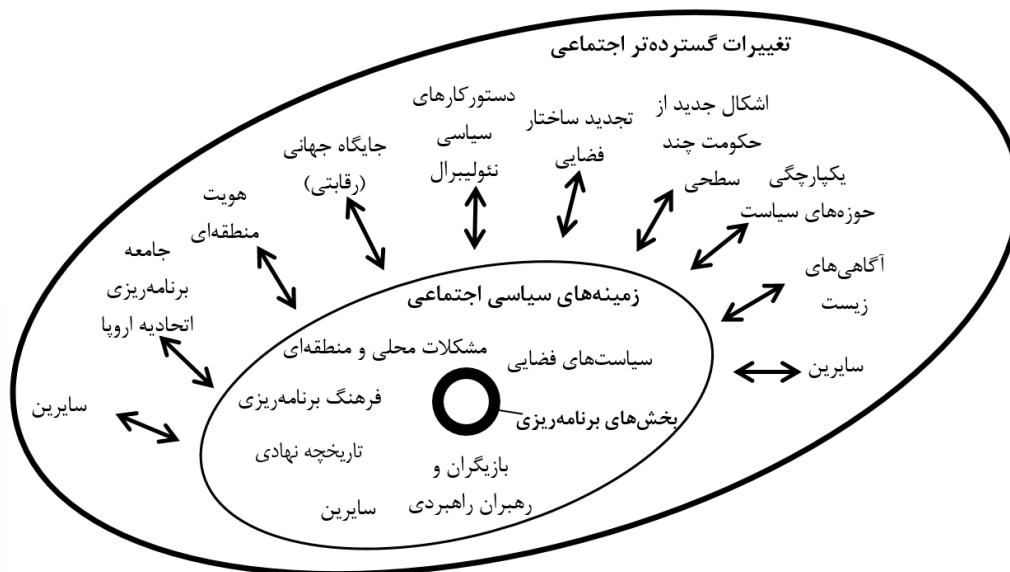 تغییرات گسترده‌تر اجتماعی
اشکال جدید از
حکومت چند
سطحی
دستورکارهای
سیاسی
نئولیبرال
تجدید ساختار
فضایی
جایگاه جهانی
(رقابتی)
یکپارچگی
حوزه‌های سیاست
هویت
منطقه‌ای
جامعه
برنامه‌ریزی
اتحادیه اروپا
آگاهی‌های
زیست
سایرین
سایرین
زمینه‌های سیاسی اجتماعی
مشکلات محلی و منطقه‌ای
سیاست‌های فضایی
فرهنگ برنامه‌ریزی
بخش‌های برنامه‌ریزی
تاریخچه نهادی
بازیگران و
رهبران راهبردی
سایرین